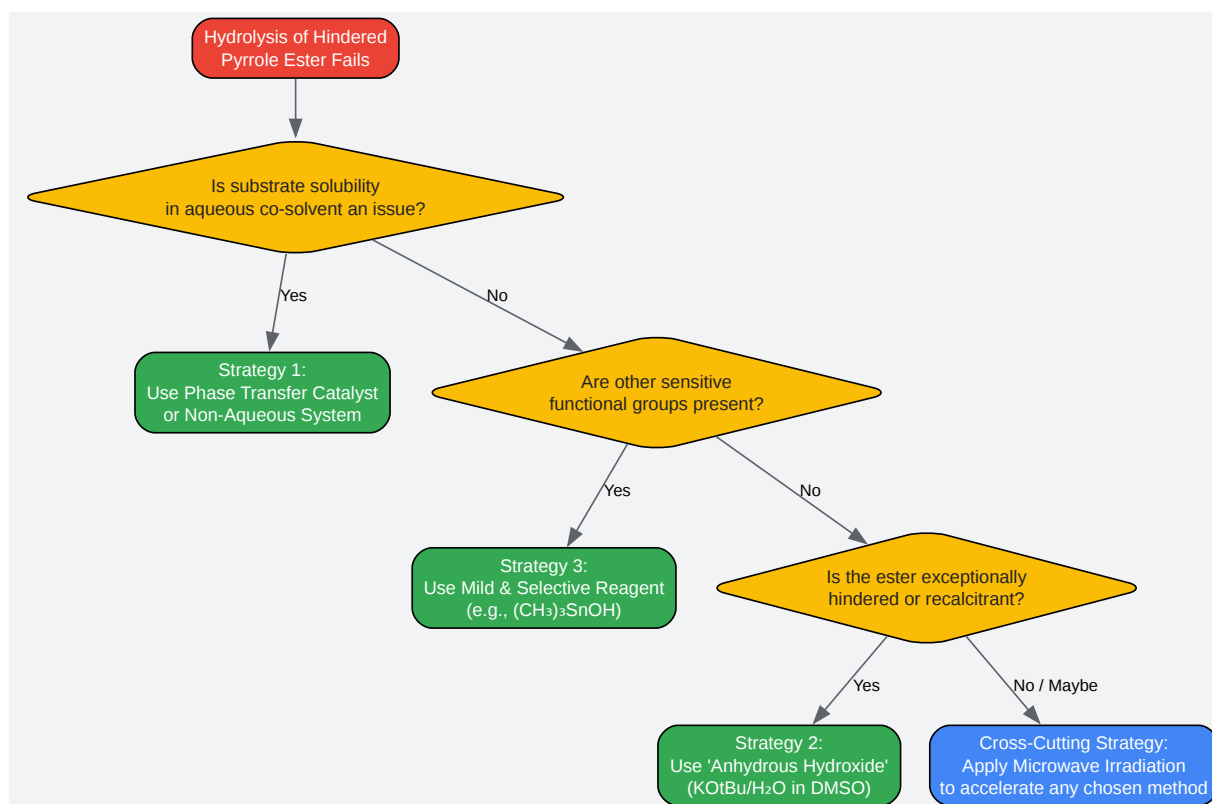 Hydrolysis of Hindered
Pyrrole Ester Fails
Is substrate solubility
in aqueous co-solvent an issue?
Yes
No
Strategy 1:
Use Phase Transfer Catalyst
or Non-Aqueous System
Are other sensitive
functional groups present?
Yes
No
Strategy 3:
Use Mild & Selective Reagent
(e.g., (CH₃)₃SnOH)
Is the ester exceptionally
hindered or recalcitrant?
Yes
No / Maybe
Strategy 2:
Use 'Anhydrous Hydroxide'
(KOtBu/H₂O in DMSO)
Cross-Cutting Strategy:
Apply Microwave Irradiation
to accelerate any chosen method